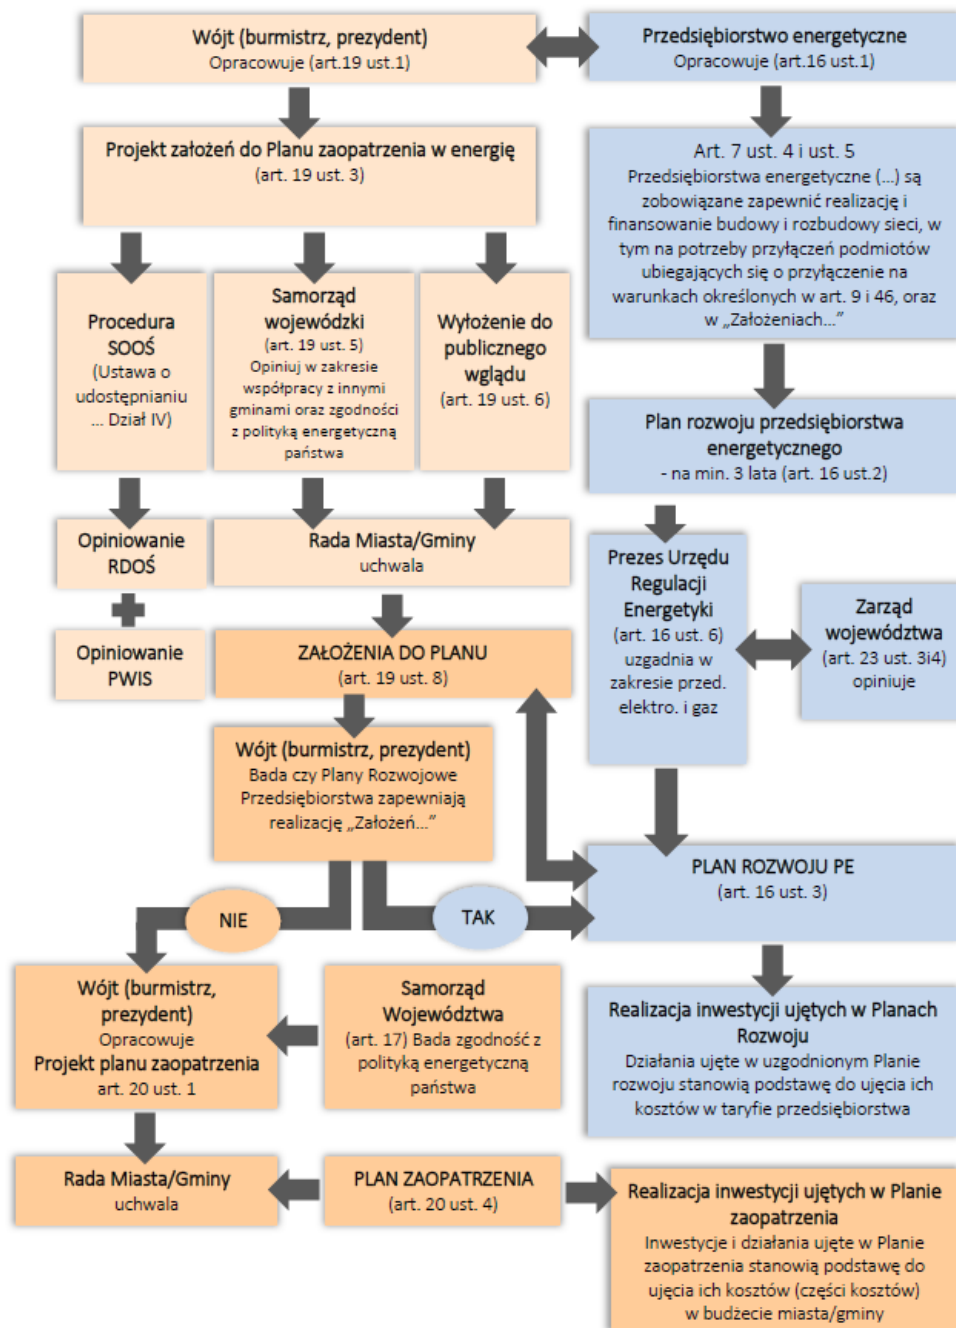 Wójt (burmistrz, prezydent)
Opracowuje (art.19 ust.1)
Przedsiębiorstwo energetyczne
Opracowuje (art.16 ust.1)
Projekt założeń do Planu zaopatrzenia w energię
(art. 19 ust. 3)
Art. 7 ust. 4 i ust. 5
Przedsiębiorstwa energetyczne (...) są
zobowiązane zapewnić realizację i
finansowanie budowy i rozbudowy sieci, w
tym na potrzeby przyłączeń podmiotów
ubiegających się o przyłączenie na
warunkach określonych w art. 9 i 46, oraz
w „Założeniach...”
Procedura
SOOŚ
(Ustawa o
udostępnianiu
... Dział IV)
Samorząd
wojewódzki
(art. 19 ust. 5)
Opiniuj w zakresie
współpracy z innymi
gminami oraz zgodności
z polityką energetyczną
państwa
Wyłożenie do
publicznego
wglądu
(art. 19 ust. 6)
Plan rozwoju przedsiębiorstwa
energetycznego
- na min. 3 lata (art. 16 ust.2)
Opiniowanie
RDOŚ
Rada Miasta/Gminy
uchwala
Prezes Urzędu
Regulacji
Energetyki
(art. 16 ust. 6)
uzgadnia w
zakresie przed.
elektro. i gaz
Zarząd
województwa
(art. 23 ust. 3i4)
opiniuje
Opiniowanie
PWIS
ZAŁOŻENIA DO PLANU
(art. 19 ust. 8)
Wójt (burmistrz, prezydent)
Bada czy Plany Rozwojowe
Przedsiębiorstwa zapewniają
realizację „Założeń...”
PLAN ROZWOJU PE
(art. 16 ust. 3)
NIE
TAK
Wójt (burmistrz,
prezydent)
Opracowuje
Projekt planu zaopatrzenia
art. 20 ust. 1
Samorząd
Województwa
(art. 17) Bada zgodność z
polityką energetyczną
państwa
Realizacja inwestycji ujętych w Planach
Rozwoju
Działania ujęte w uzgodnionym Planie
rozwoju stanowią podstawę do ujęcia ich
kosztów w taryfie przedsiębiorstwa
Rada Miasta/Gminy
uchwala
PLAN ZAOPATRZENIA
(art. 20 ust. 4)
Realizacja inwestycji ujętych w Planie
zaopatrzenia
Inwestycje i działania ujęte w Planie
zaopatrzenia stanowią podstawę do
ujęcia ich kosztów (części kosztów)
w budżecie miasta/gminy